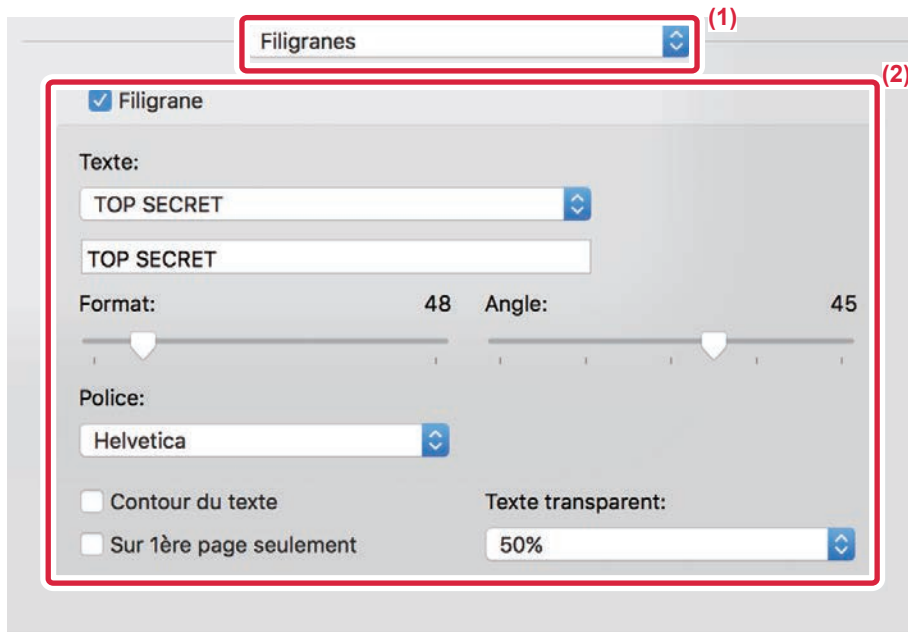 (1)
Filigranes
(2)
Filigrane
Texte:
TOP SECRET
TOP SECRET
Format: 48 Angle: 45
Police:
Helvetica
Contour du texte Texte transparent:
Sur 1ère page seulement 50%